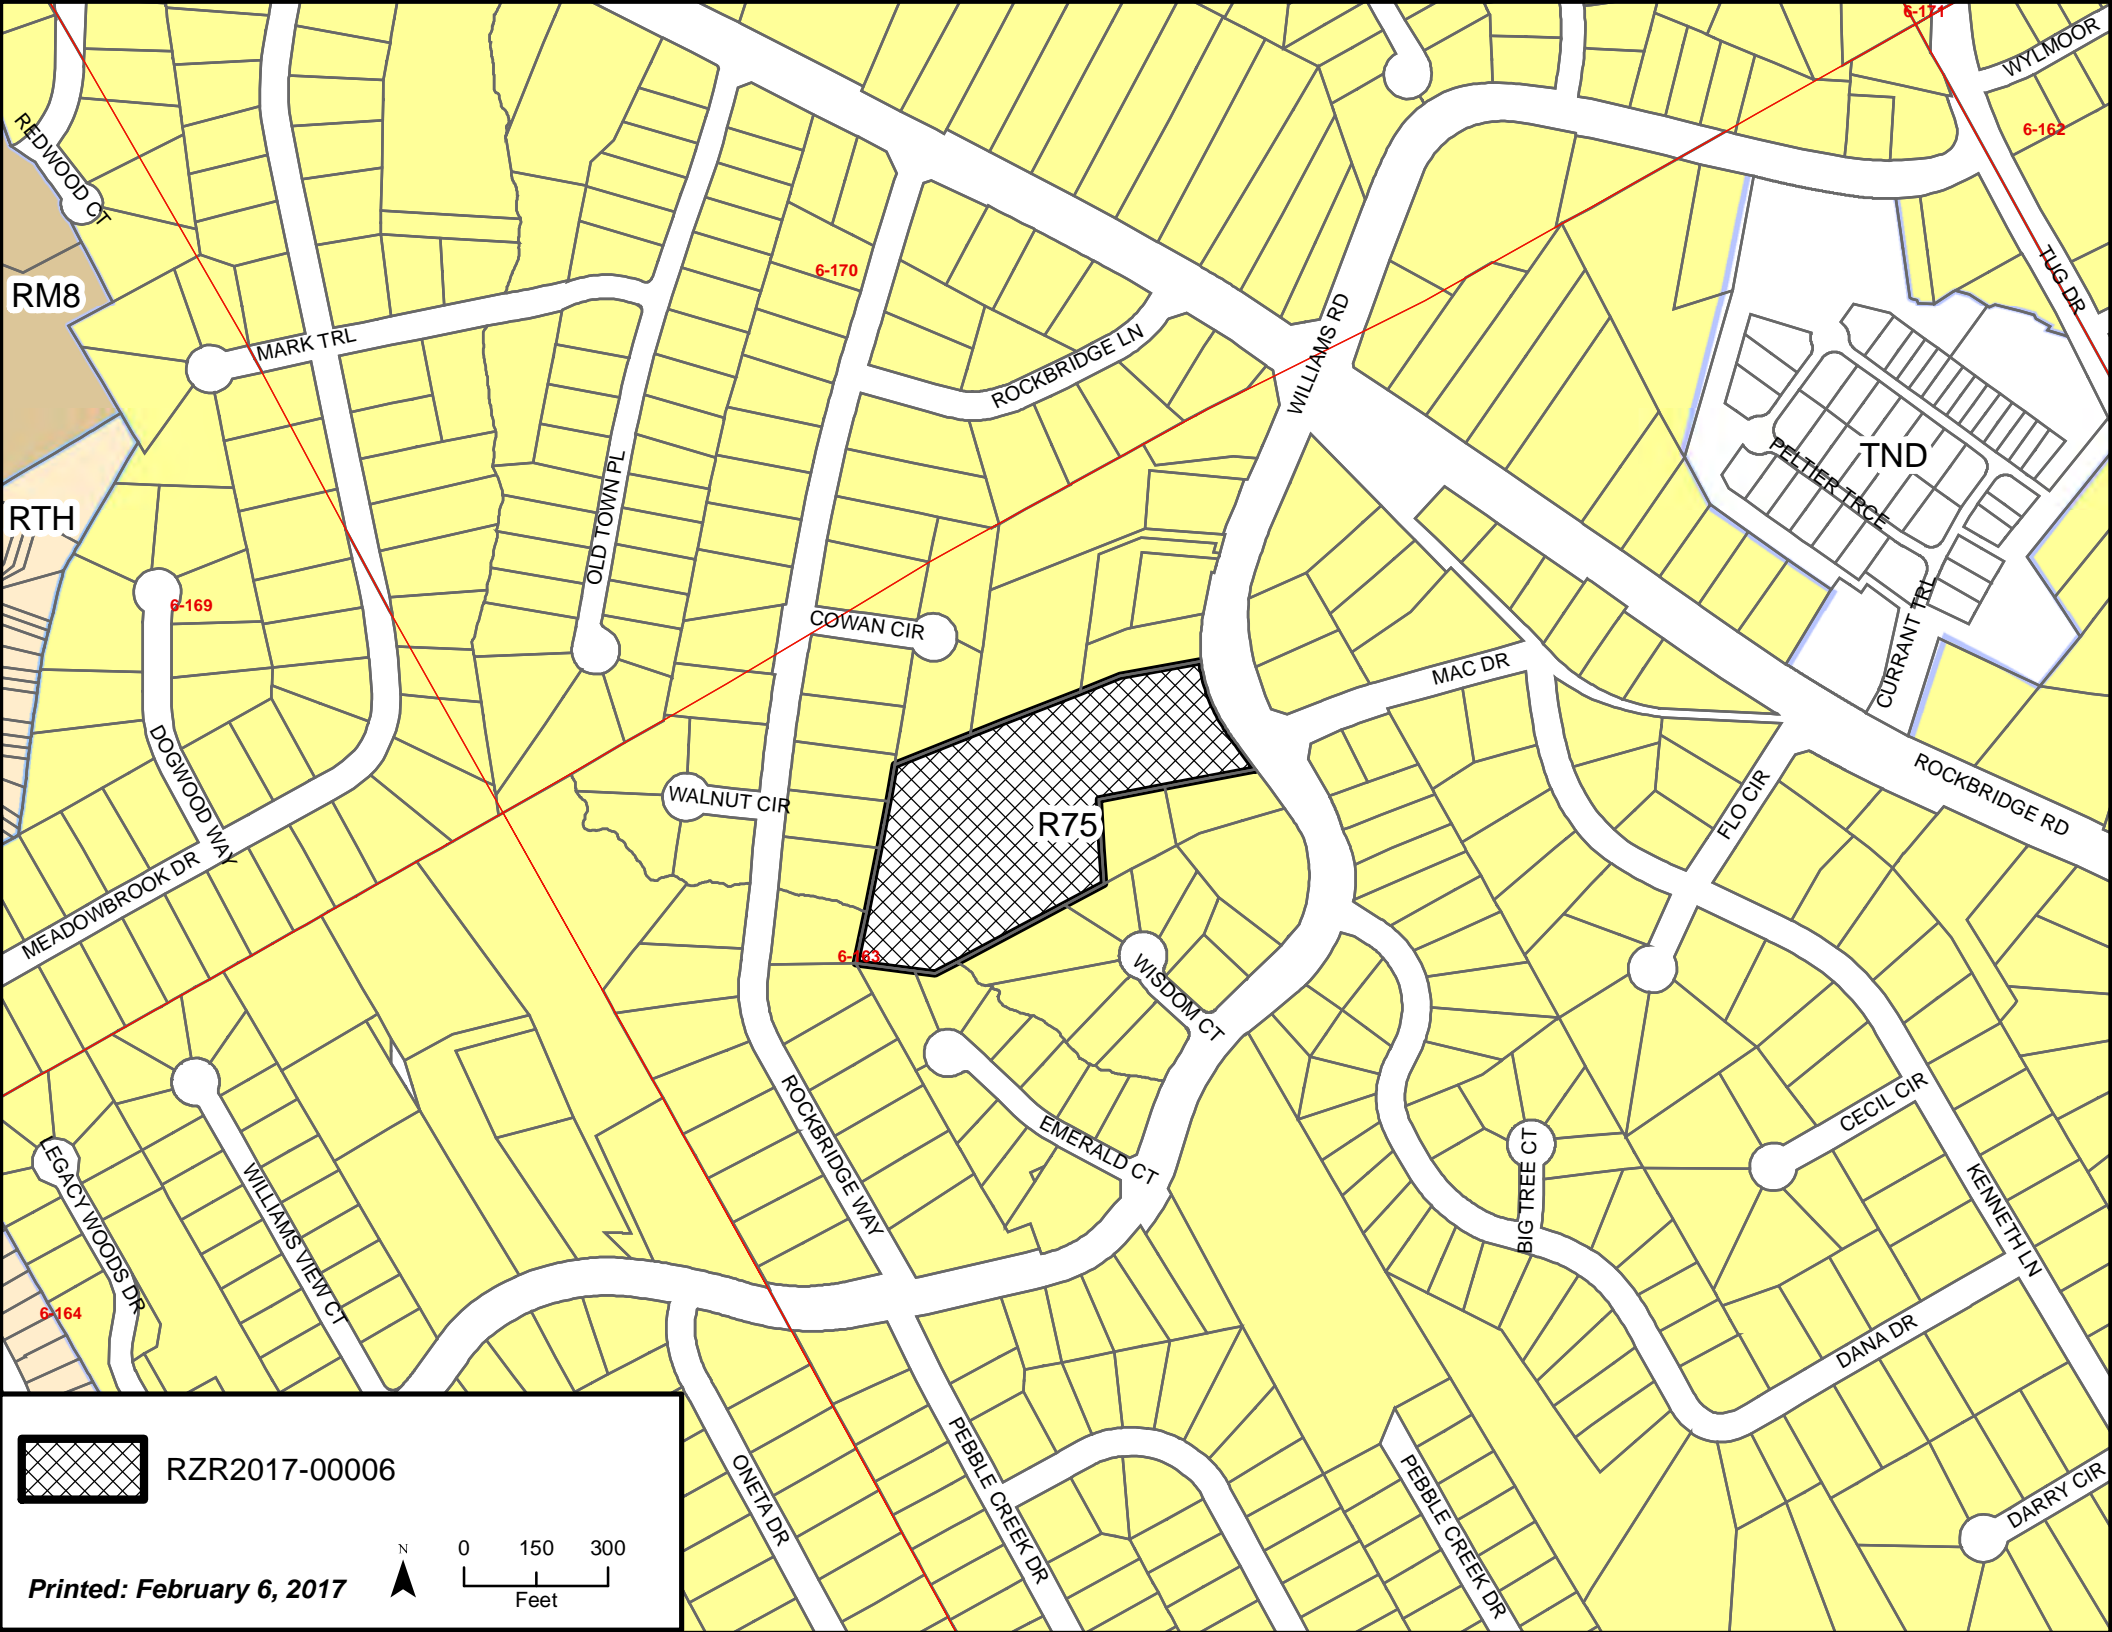 6-171
WYLMOOR
6-162
REDWOOD CT
6-170
TUG DR
RM8
WILLIAMS RD
MARK TRL
ROCKBRIDGE LN
TND
PELTIER TRCE
RTH
OLD TOWN PL
6-169
COWAN CIR
CURRANT TRL
MAC DR
DOGWOOD WAY
WALNUT CIR
R75
FLO CIR
ROCKBRIDGE RD
MEADOWBROOK DR
6-163
WISDOM CT
ROCKBRIDGE WAY
EMERALD CT
CECIL CIR
BIG TREE CT
LEGACY WOODS DR
WILLIAMS VIEW CT
KENNETH LN
6-164
DANA DR
PEBBLE CREEK DR
ONETA DR
PEBBLE CREEK DR
DARRY CIR
RZR2017-00006
N
0 150 300
Feet
Printed: February 6, 2017